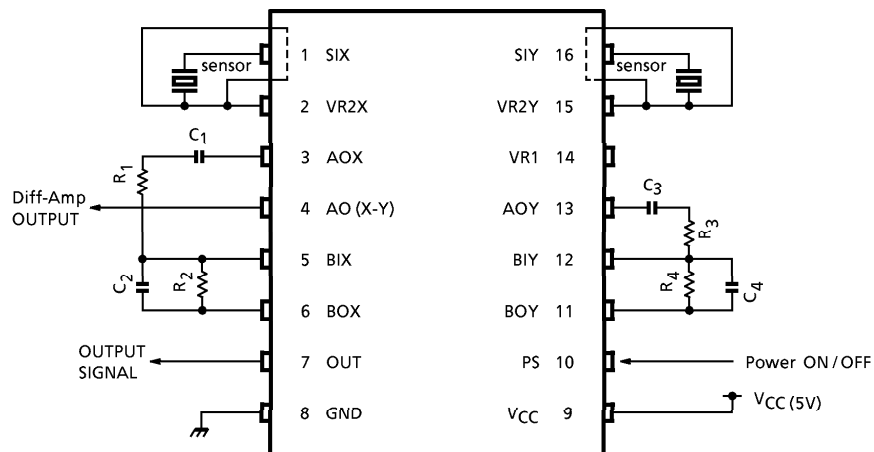 1 SIX
SIY 16
sensor
sensor
2 VR2X
VR2Y 15
C1
3 AOX
VR1 14
R1
Diff-Amp
OUTPUT
4 AO (X-Y)
AOY 13
C3
R3
5 BIX
BIY 12
C2
R2
R4
C4
6 BOX
BOY 11
OUTPUT
SIGNAL
7 OUT
PS 10
Power ON / OFF
8 GND
VCC 9
VCC (5V)